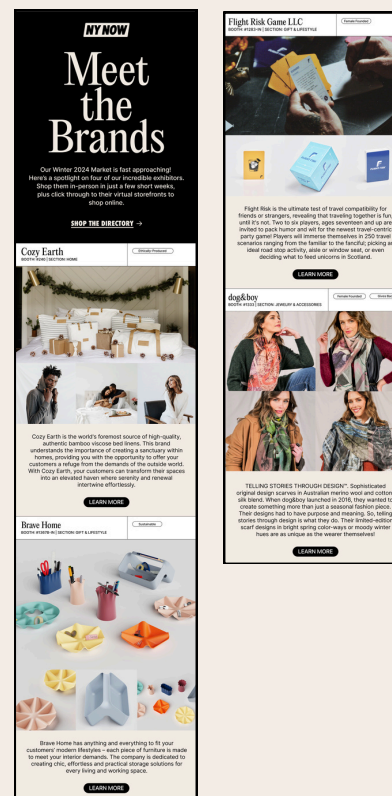 NY NOW
Meet
the
Brands
Our Winter 2024 Market is fast approaching!
Here's a spotlight on four of our incredible exhibitors.
Shop them in-person in just a few short weeks,
plus click through to their virtual storefronts to
shop online.
SHOP THE DIRECTORY →
Cozy Earth
SECTION: HOME
Cozy Earth is the world's foremost source of high-quality,
authentic bamboo viscose bed linens. This brand
understands the importance of creating a sanctuary within
homes, providing you with the opportunity to offer your
customers a refuge from the demands of the outside world.
With Cozy Earth, your customers can transform their spaces
into an elevated haven where serenity and renewal
intertwine effortlessly.
LEARN MORE
Brave Home
SECTION: GIFT & LIFESTYLE
Sustainable
Brave Home has anything and everything to fit your
customers' modern lifestyles – each piece of furniture is made
to meet your interior demands. The company is dedicated to
creating chic, effortless and practical storage solutions for
every living and working space.
LEARN MORE
Flight Risk Game LLC
BOOTH: #1283-W | SECTION: GIFT & LIFESTYLE
Female Founded
Flight Risk is the ultimate test of travel compatibility for
friends or strangers, revealing that traveling together is fun,
until it's not. Two to six players, ages seventeen and up are
invited to pack humor and wit for the newest travel-centric
party game! Players will immerse themselves in 250 travel
scenarios ranging from the familiar to the fanciful; picking an
ideal road stop activity, aisle or window seat, or even
deciding what to feed unicorns in Scotland.
LEARN MORE
dog&boy
SECTION: JEWELRY & ACCESSORIES
Female Founded
TELLING STORIES THROUGH DESIGN™. Sophisticated
original design scarves in Australian merino wool and cotton
silk blend. When dog&boy launched in 2016, they wanted to
create something more than just a seasonal fashion piece.
Their designs had to have purpose and meaning. So, telling
stories through design is what they do. Their limited-edition
scarf designs in bright spring color-ways or moody winter
hues are as unique as the wearer themselves!
LEARN MORE